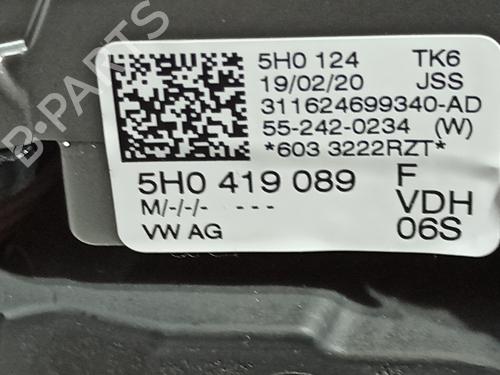 5H0 124 TK6
19/02/20 JSS
311624699340-AD
55-242-0234 (W)
*603 3222RZT*
5H0 419 089 F
M/-/-/- --- VDH
VW AG 06S
B-PARTS